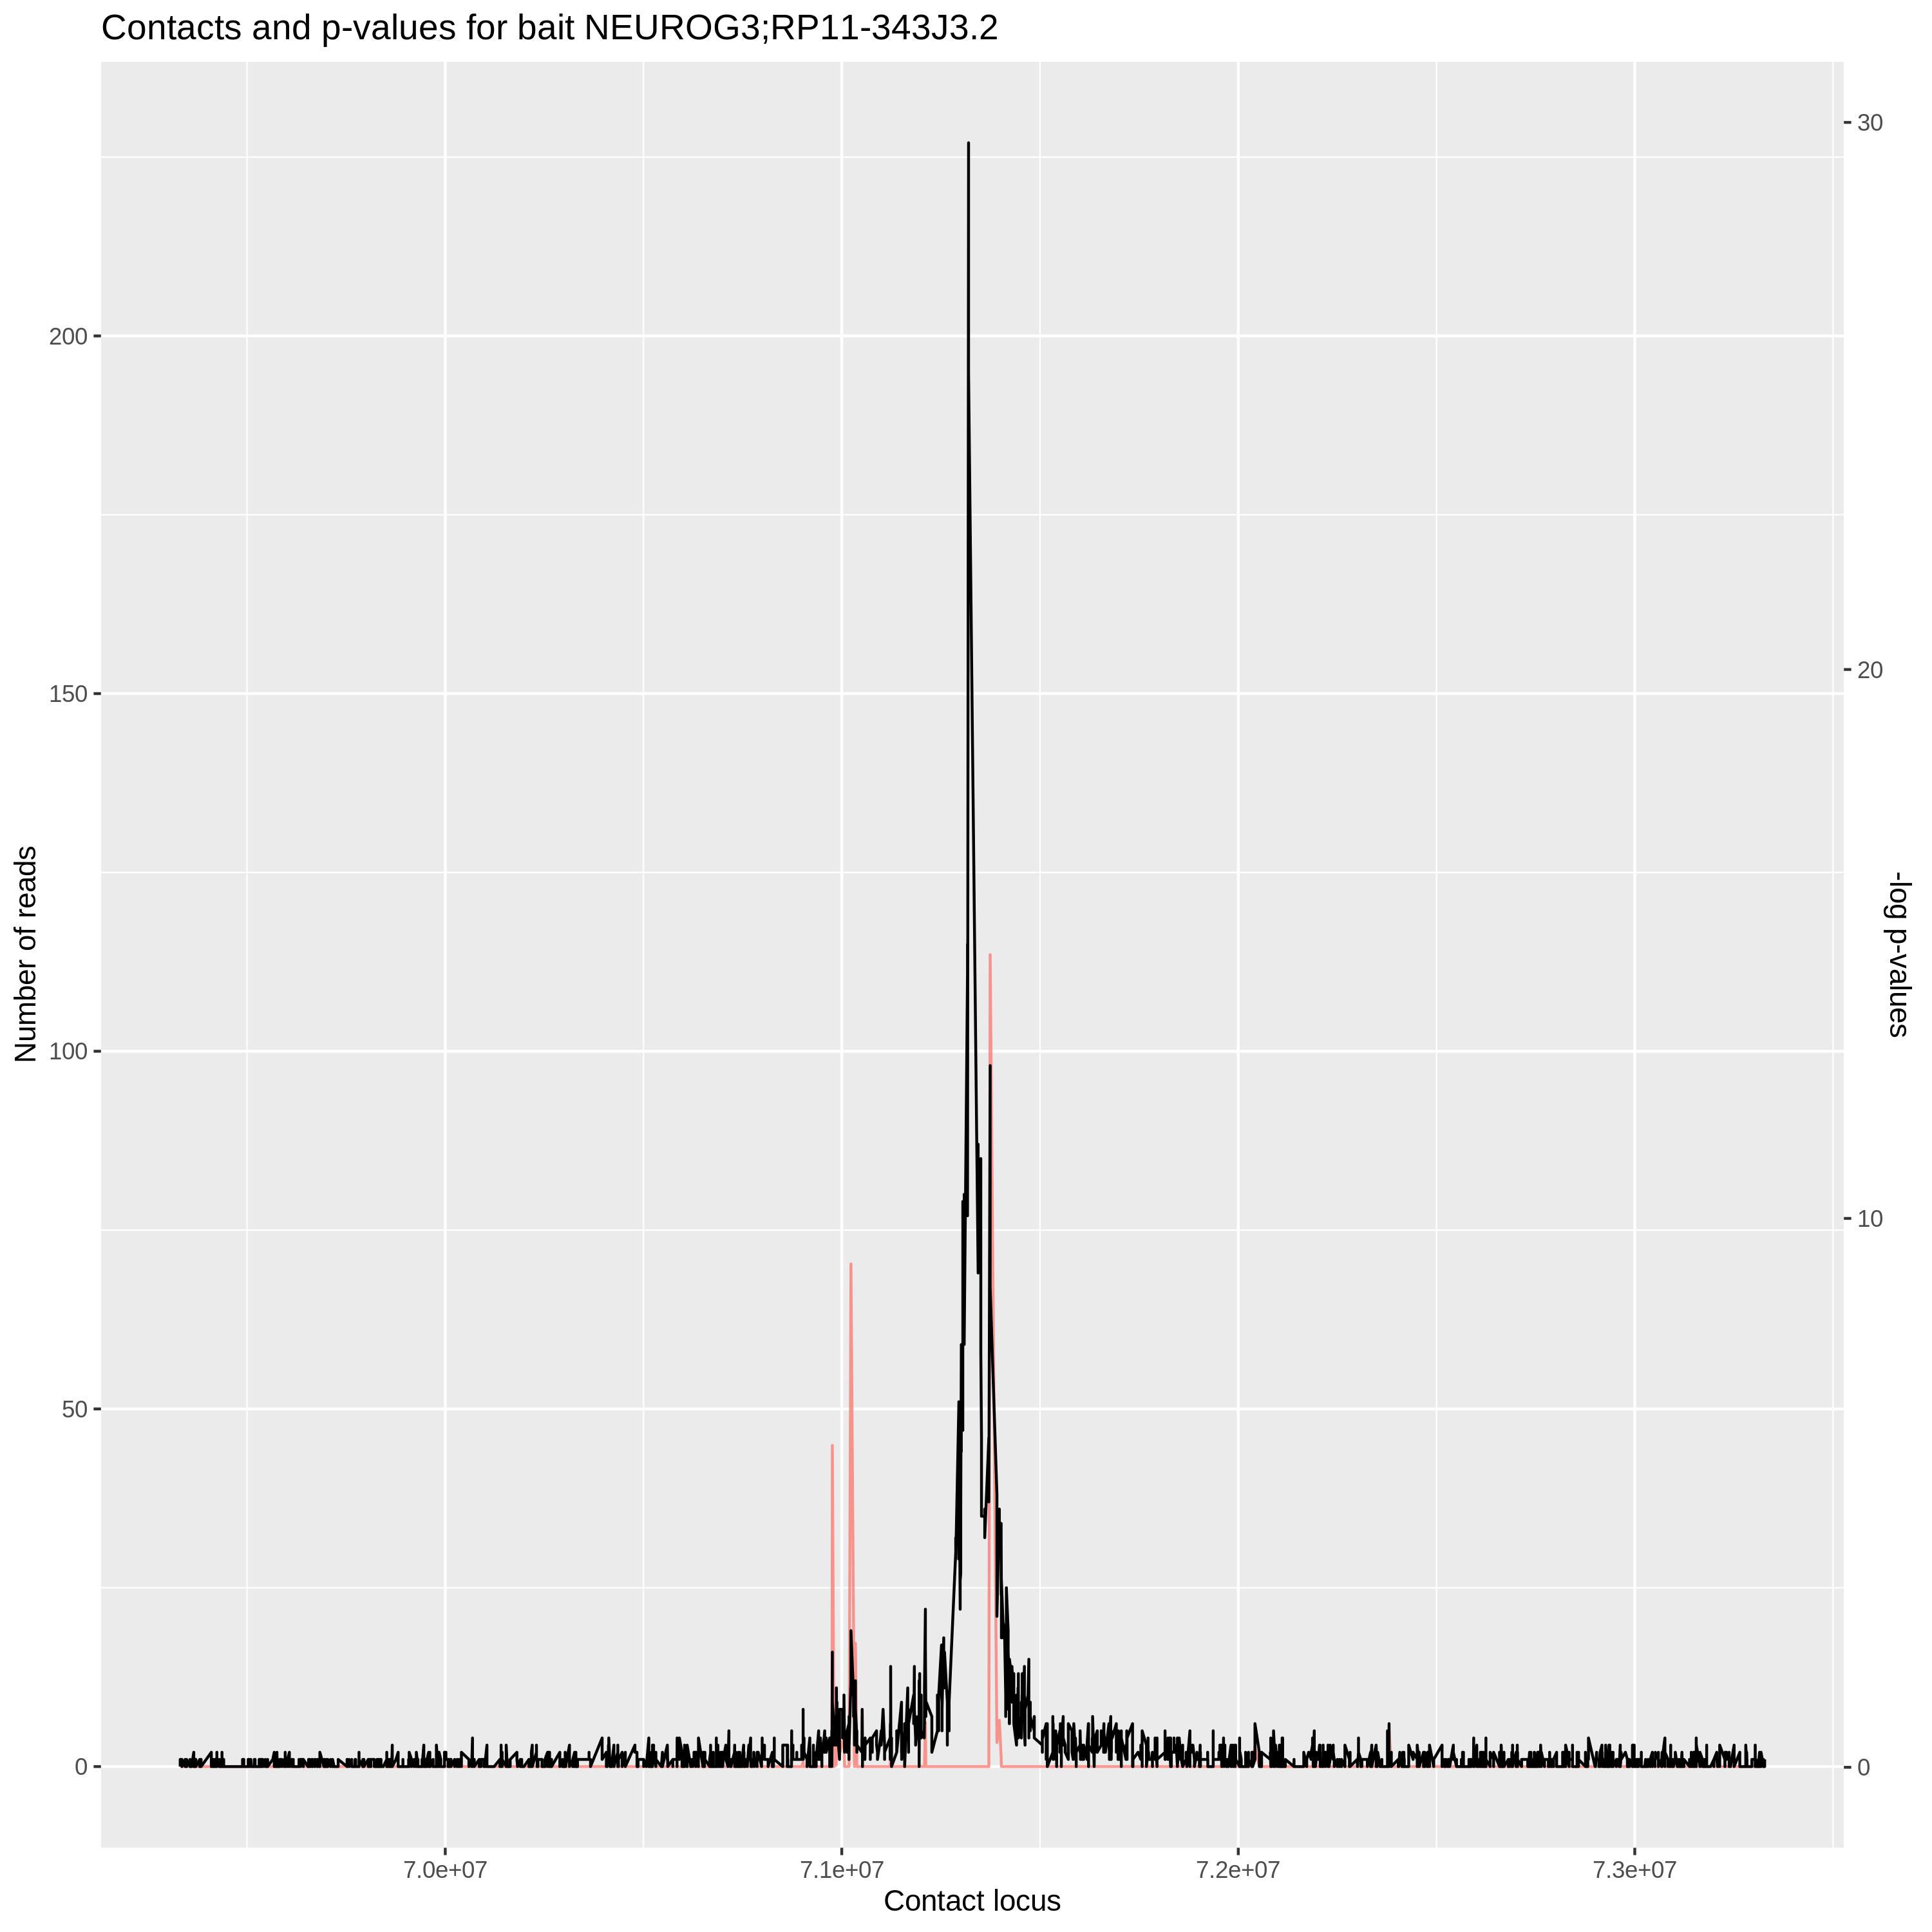 Contacts and p-values for bait NEUROG3;RP11-343J3.2
Number of reads
200
150
100
50
0
30
20
10
0
-log p-values
7.0e+07 7.1e+07 7.2e+07 7.3e+07
Contact locus